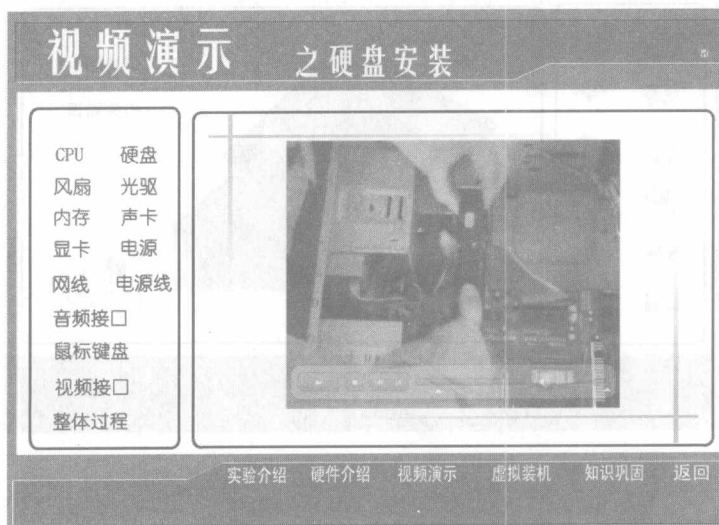 视频演示 之硬盘安装
CPU 硬盘
风扇 光驱
内存 声卡
显卡 电源
网线 电源线
音频接口
鼠标键盘
视频接口
整体过程
实验介绍 硬件介绍 视频演示 虚拟装机 知识巩固 返回